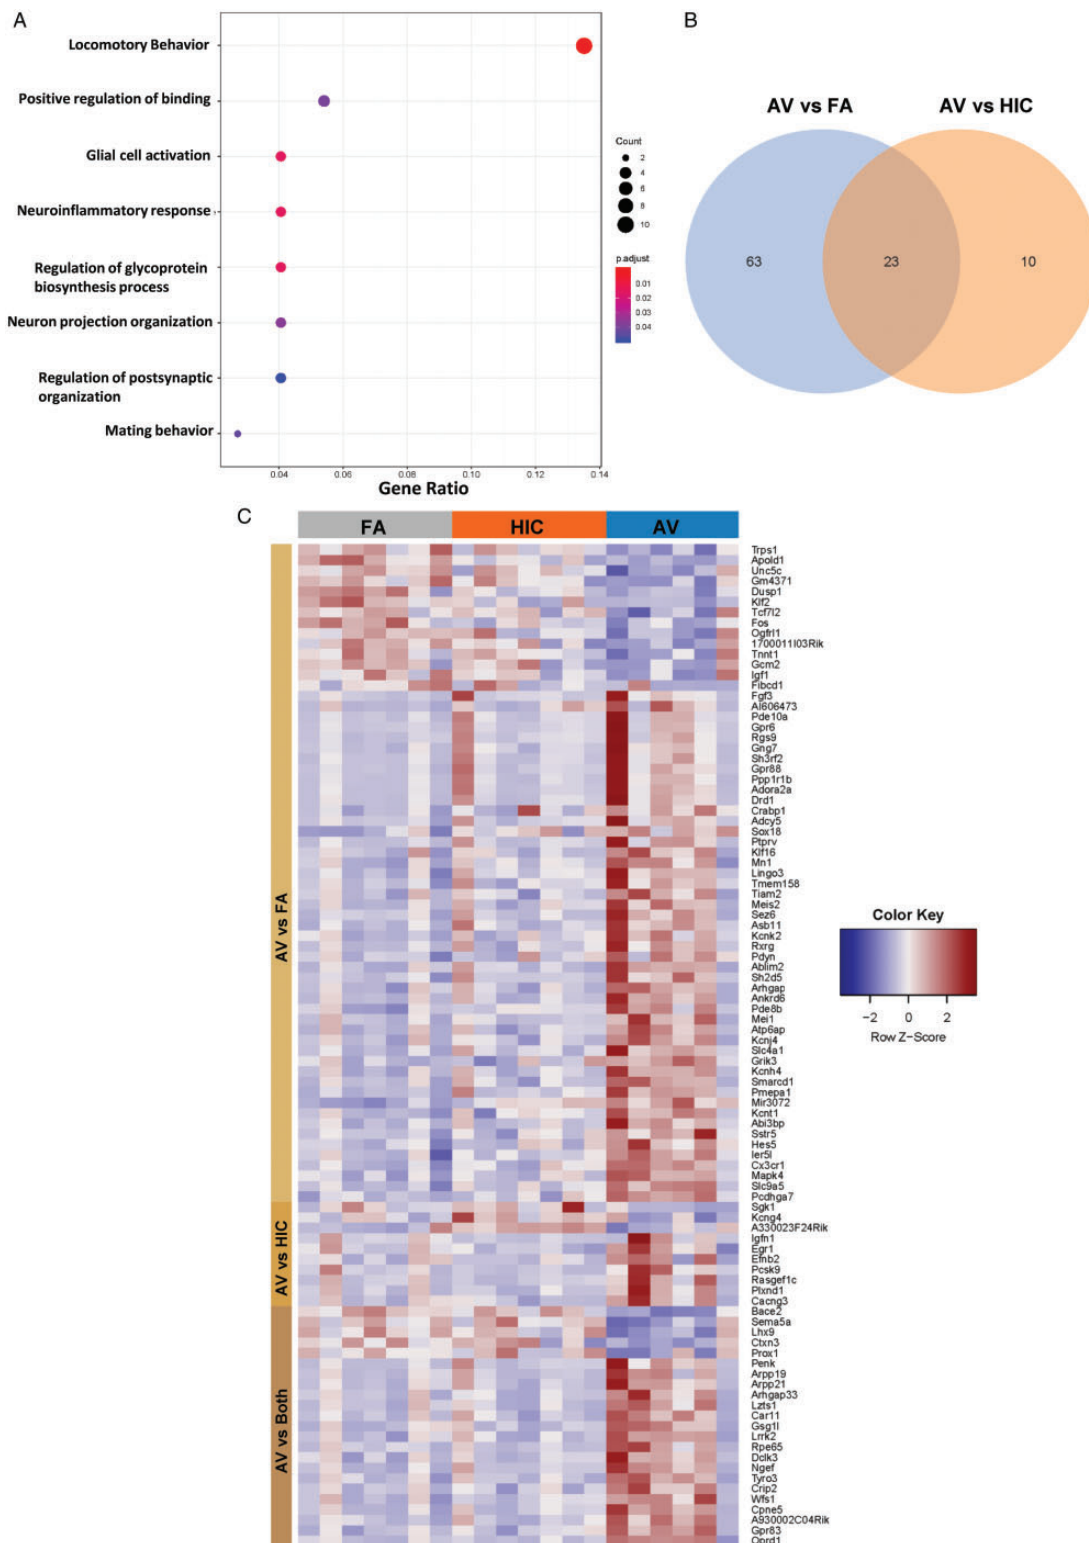 A
Locomotory Behavior
Positive regulation of binding
Glial cell activation
Neuroinflammatory response
Regulation of glycoprotein
biosynthesis process
Neuron projection organization
Regulation of postsynaptic
organization
Mating behavior
0.04 0.06 0.08 0.10 0.12 0.14
Gene Ratio
Count
2
4
6
8
10
p.adjust
0.01
0.02
0.03
0.04
B
AV vs FA
AV vs HIC
63
23
10
C
FA
HIC
AV
AV vs FA
AV vs HIC
AV vs Both
Trps1
Apold1
Unc5c
Gm4371
Dusp1
Klf2
Tcf7l2
Fos
Ogfrl1
1700011I03Rik
Tnnt1
Gcm2
Igf1
Fibcd1
Fgf3
AI606473
Pde10a
Gpr6
Rgs9
Gng7
Sh3rf2
Gpr88
Ppp1r1b
Adora2a
Drd1
Crabp1
Adcy5
Sox18
Ptprv
Klf16
Mn1
Lingo3
Tmem158
Tiam2
Meis2
Sez6
Asb11
Kcnk2
Rxrg
Pdyn
Ablim2
Sh2d5
Arhgap
Ankrd6
Pde8b
Mei1
Atp6ap
Kcnj4
Slc4a1
Grik3
Kcnh4
Smarcd1
Pmepa1
Mir3072
Kcnt1
Abi3bp
Sstr5
Hes5
Ier5l
Cx3cr1
Mapk4
Slc9a5
Pcdhga7
Sgk1
Kcng4
A330023F24Rik
Igfn1
Egr1
Efnb2
Pcsk9
Rasgef1c
Plxnd1
Cacng3
Bace2
Sema5a
Lhx9
Ctxn3
Prox1
Penk
Arpp19
Arpp21
Arhgap33
Lzts1
Car11
Gsg1l
Lrrk2
Rpe65
Dclk3
Ngef
Tyro3
Crip2
Wfs1
Cpne5
A930002C04Rik
Gpr83
Oprd1
Color Key
−2 0 2
Row Z−Score